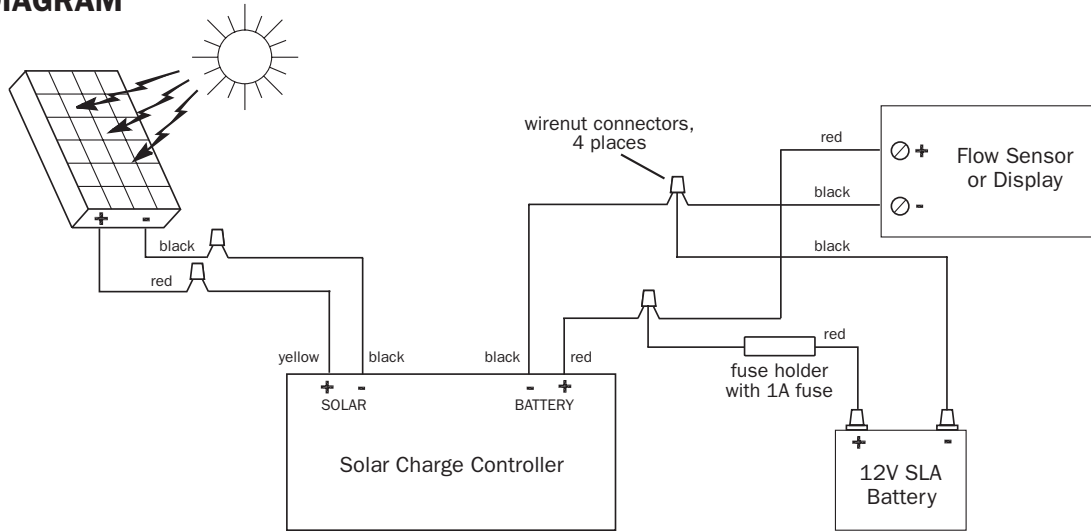 DIAGRAM
wirenut connectors,
4 places
red
+
Flow Sensor
or Display
black
-
+ -
black
black
red
red
yellow
black
black
red
fuse holder
with 1A fuse
+ -
SOLAR
- +
BATTERY
Solar Charge Controller
+ -
12V SLA
Battery